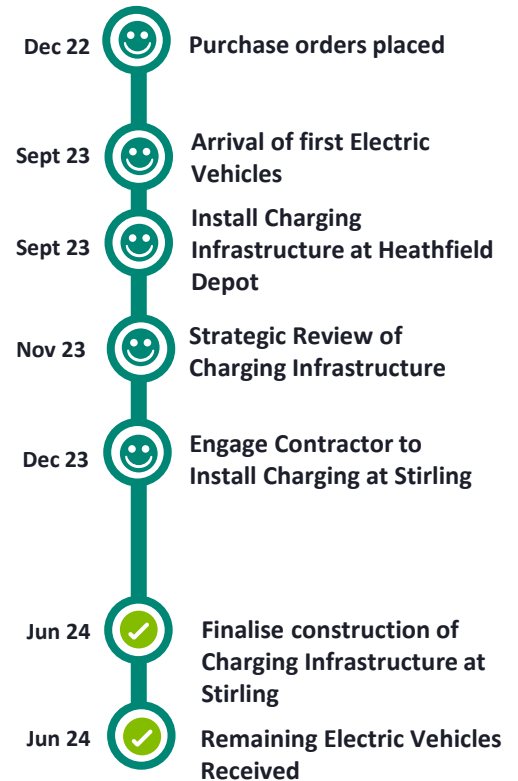 Dec 22
Purchase orders placed
Sept 23
Arrival of first Electric
Vehicles
Sept 23
Install Charging
Infrastructure at Heathfield
Depot
Nov 23
Strategic Review of
Charging Infrastructure
Dec 23
Engage Contractor to
Install Charging at Stirling
Jun 24
Finalise construction of
Charging Infrastructure at
Stirling
Jun 24
Remaining Electric Vehicles
Received